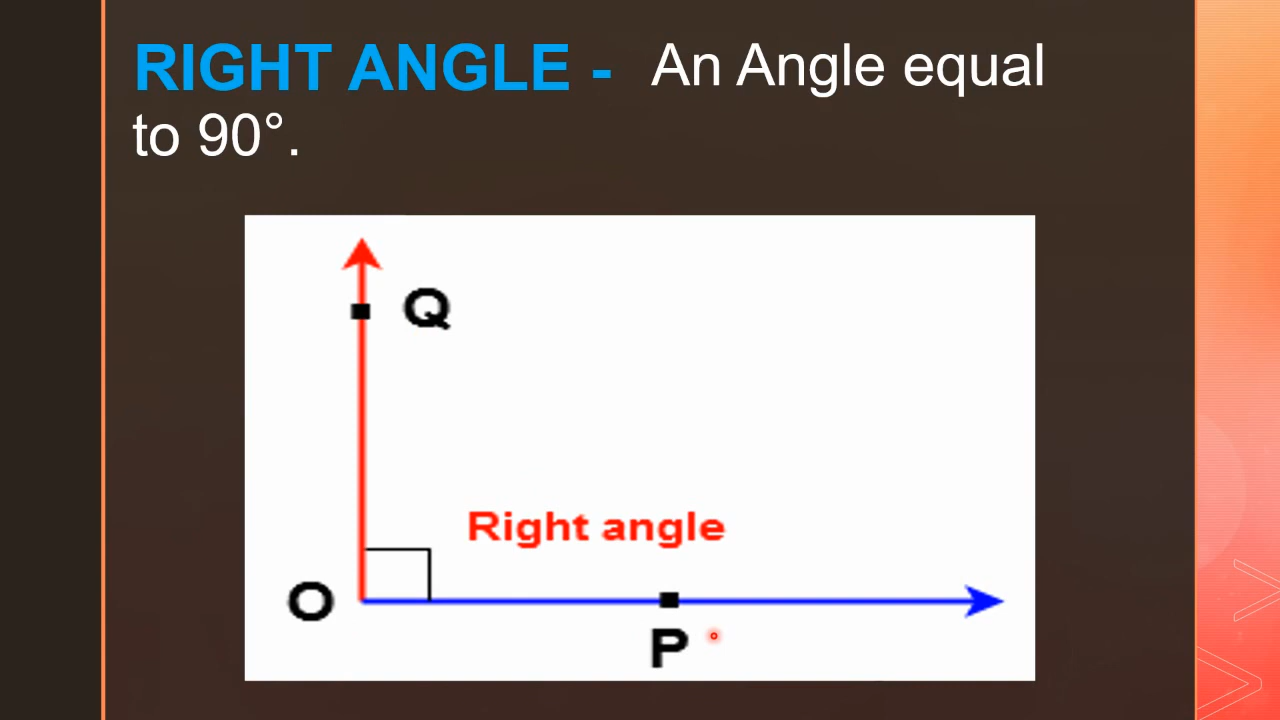 RIGHT ANGLE - An Angle equal
to 90°.
Q
Right angle
O
P